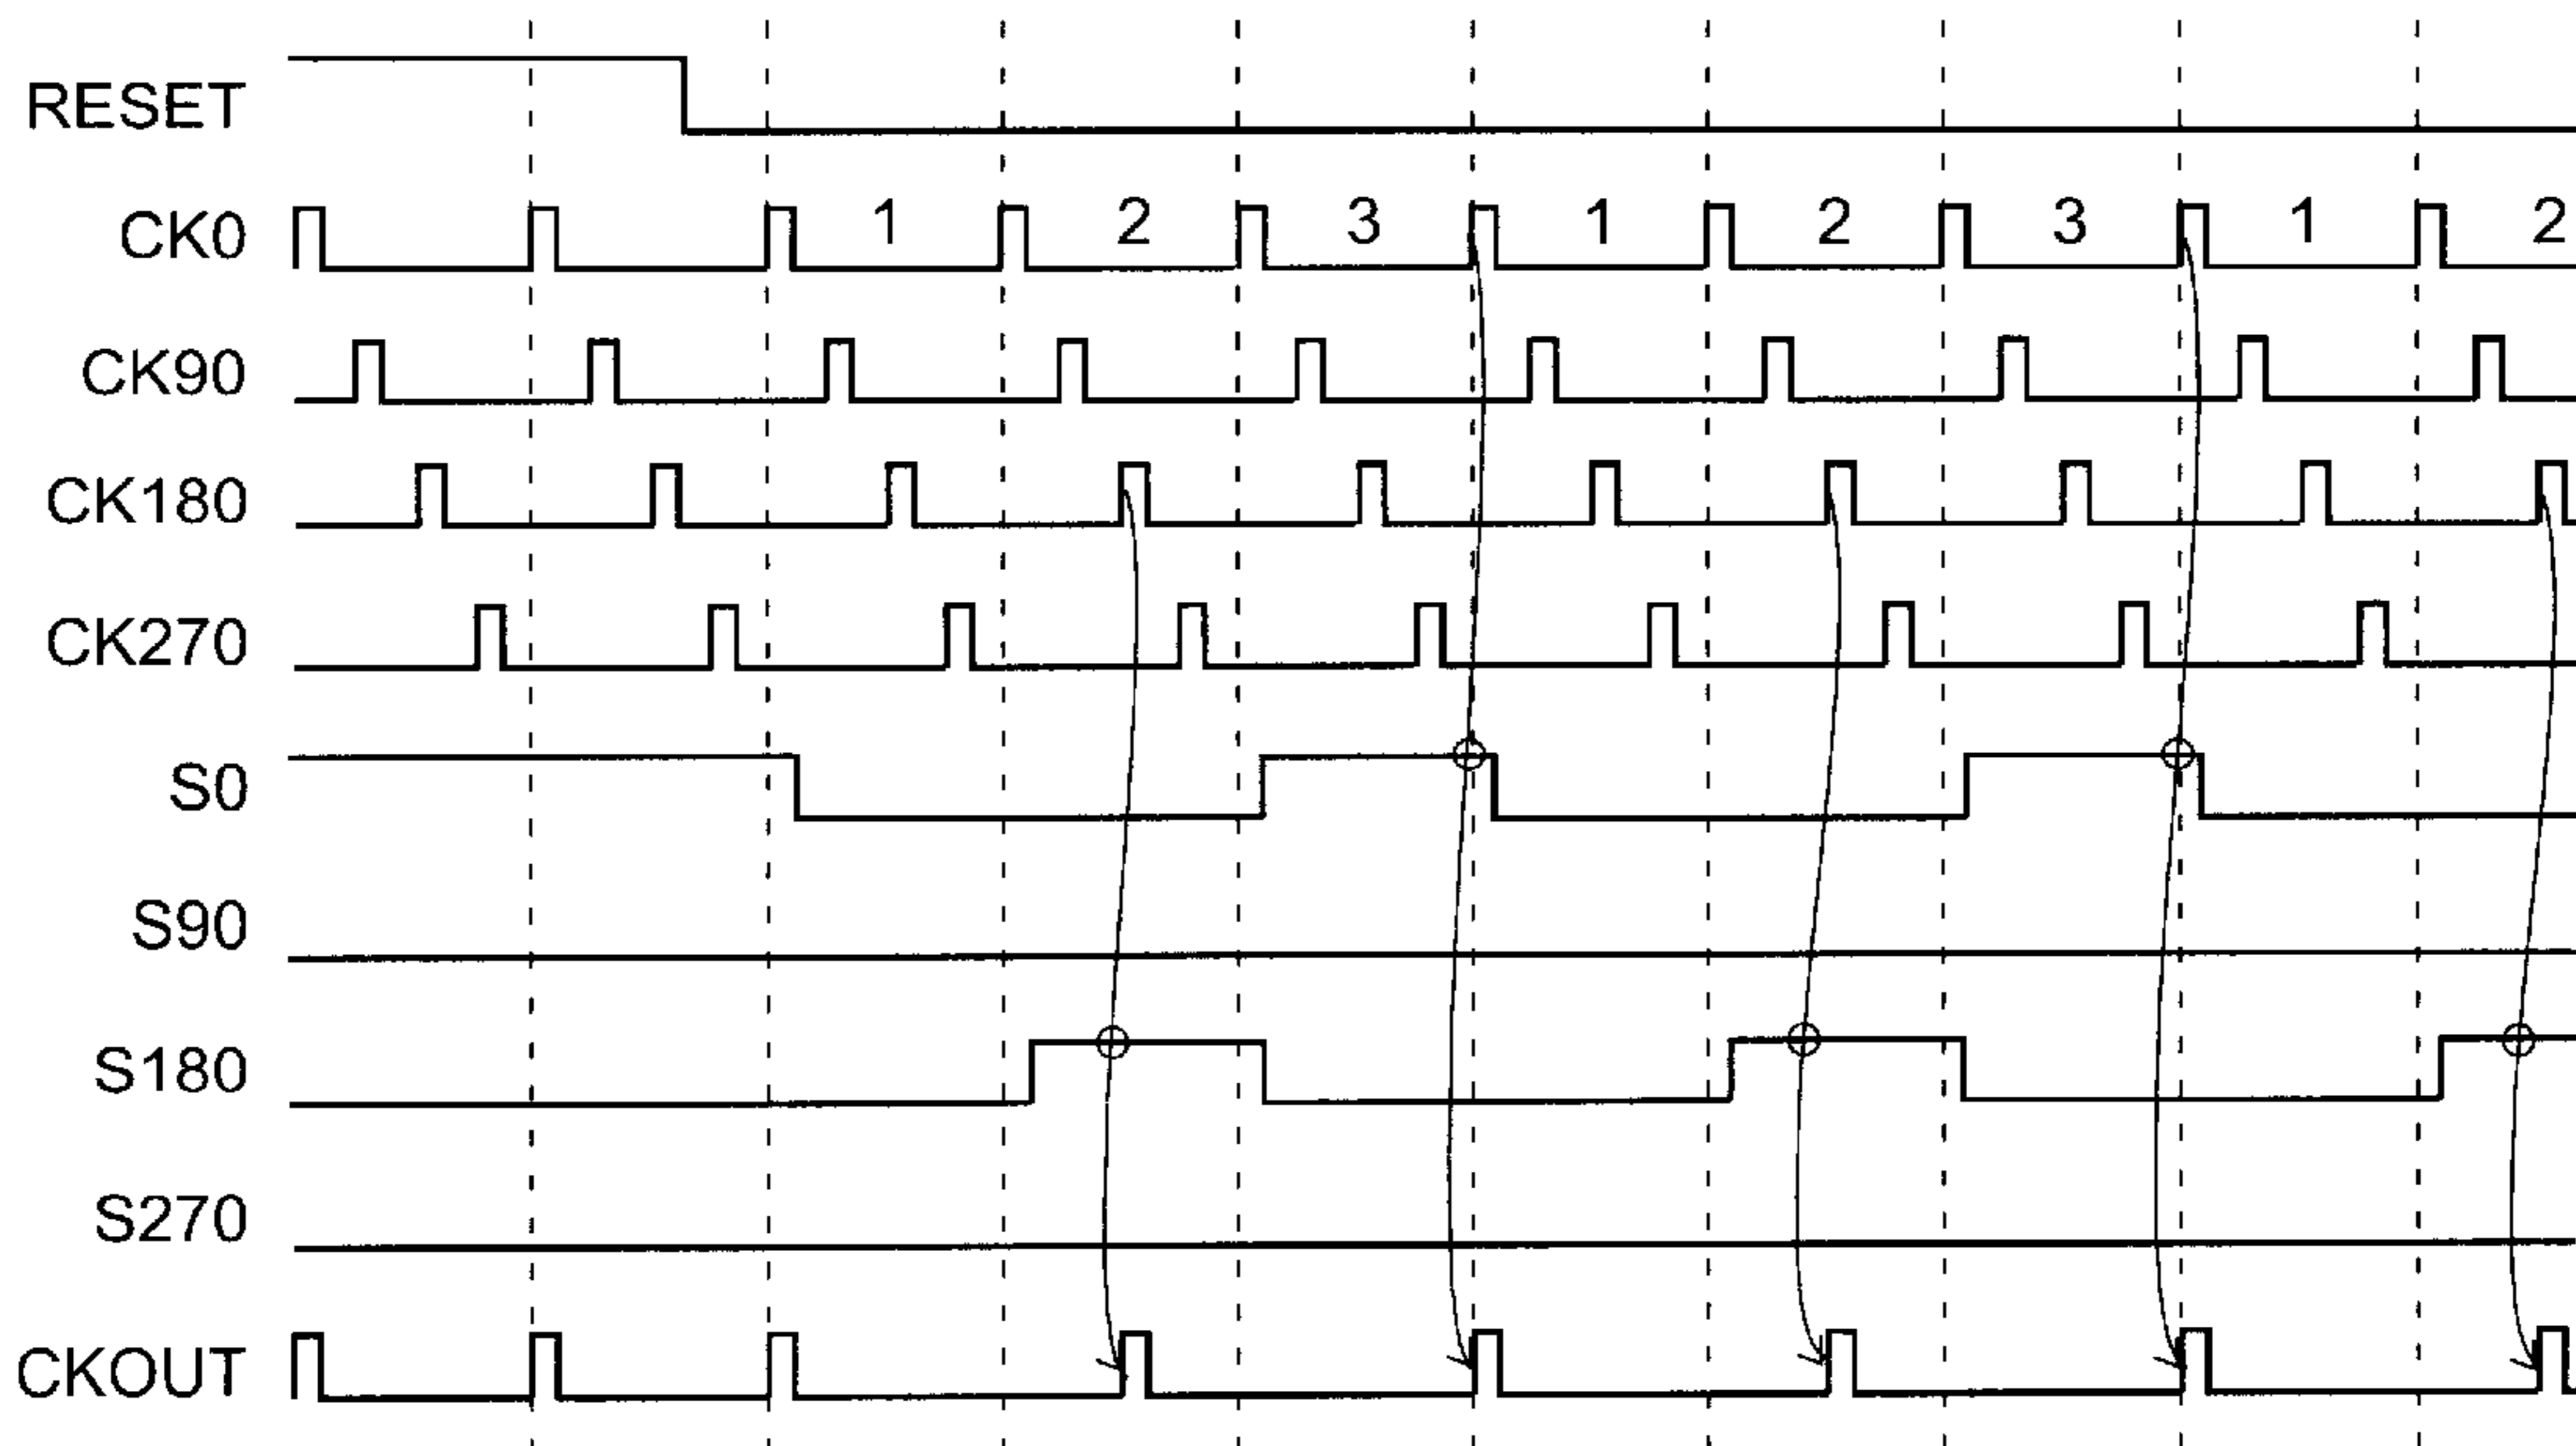 RESET
CK0 1 2 3 1 2 3 1 2
CK90
CK180
CK270
S0
S90
S180
S270
CKOUT